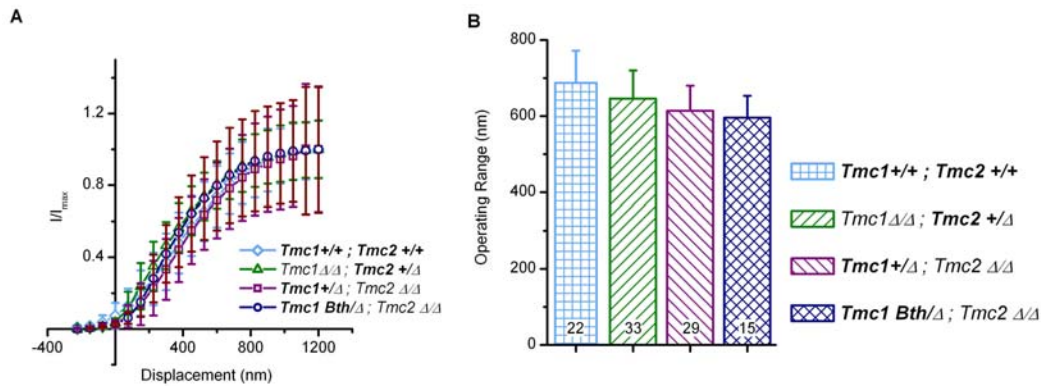 A
I/Imax
1.2
0.8
0.4
-400
0
400
800
1200
Displacement (nm)
Tmc1+/+ ; Tmc2 +/+
Tmc1Δ/Δ ; Tmc2 +/Δ
Tmc1+/Δ ; Tmc2 Δ/Δ
Tmc1 Bth/Δ ; Tmc2 Δ/Δ
B
Operating Range (nm)
800
600
400
200
0
22
33
29
15
Tmc1+/+ ; Tmc2 +/+
Tmc1Δ/Δ ; Tmc2 +/Δ
Tmc1+/Δ ; Tmc2 Δ/Δ
Tmc1 Bth/Δ ; Tmc2 Δ/Δ